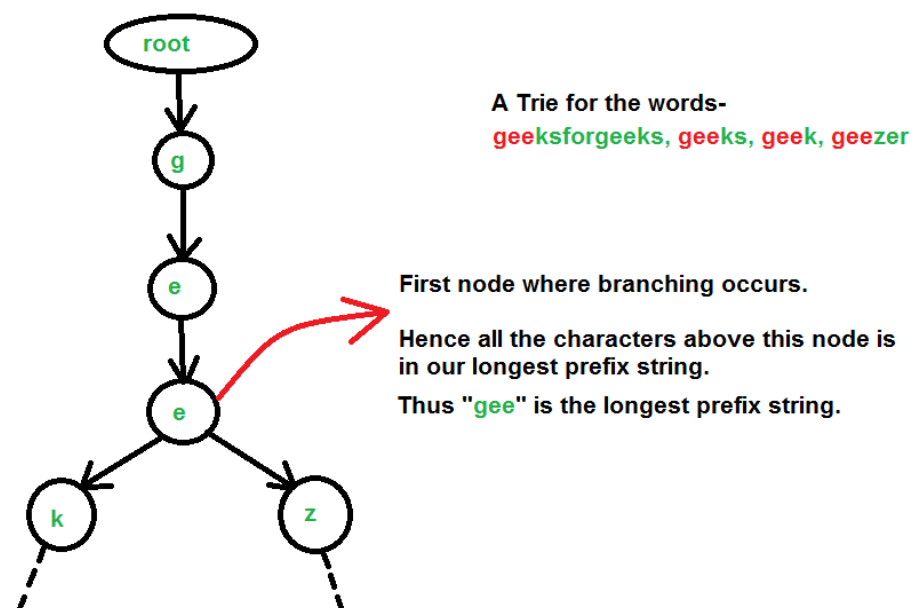 root
A Trie for the words-
geeksforgeeks, geeks, geek, geezer
g
e
First node where branching occurs.
Hence all the characters above this node is
in our longest prefix string.
Thus "gee" is the longest prefix string.
e
k
z